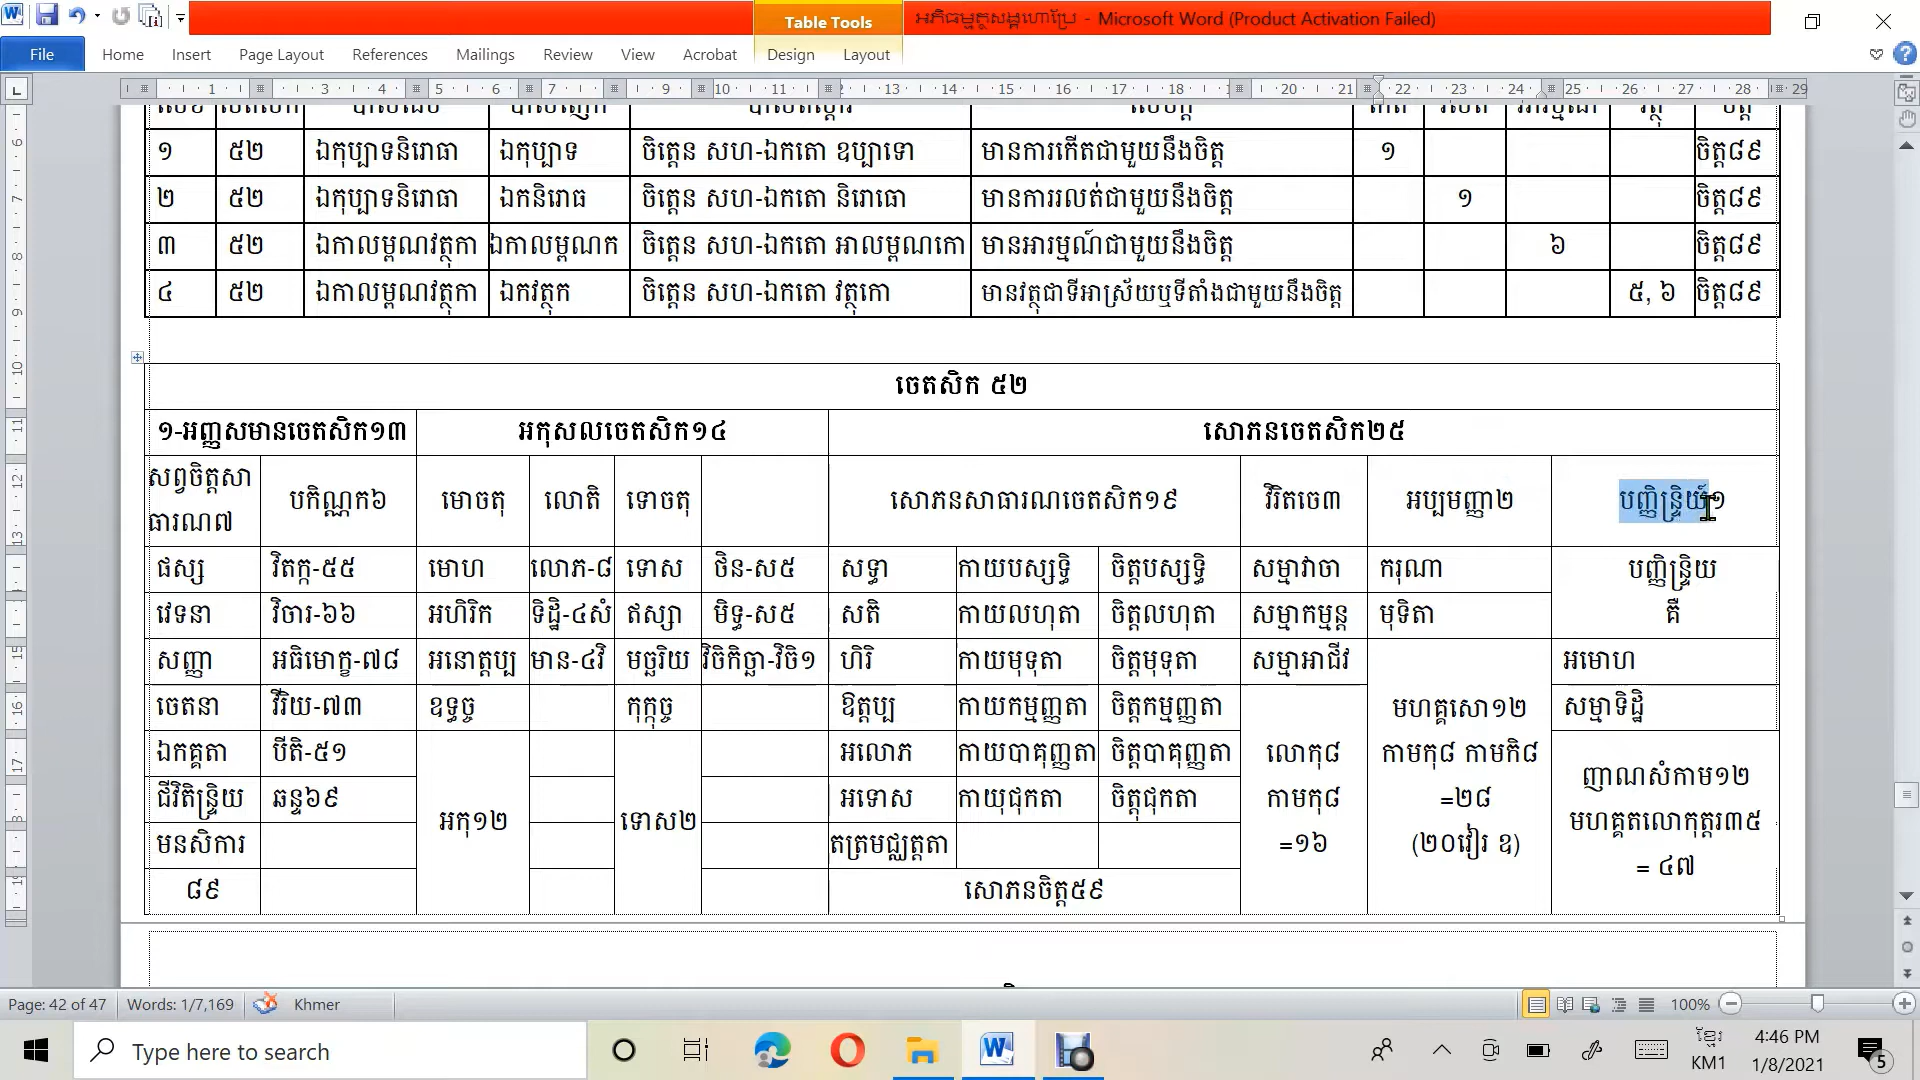 Table Tools
អភិធម្មត្ថសង្គហោប្រែ - Microsoft Word (Product Activation Failed)
File Home Insert Page Layout References Mailings Review View Acrobat Design Layout
១ ៥២ ឯកុប្បាទនិរោធា ឯកុប្បាទ ចិត្តេន សហ-ឯកតោ ឧប្បាទោ មានការកើតជាមួយនឹងចិត្ត ១ ចិត្ត៨៩
២ ៥២ ឯកុប្បាទនិរោធា ឯកនិរោធ ចិត្តេន សហ-ឯកតោ និរោធោ មានការរលត់ជាមួយនឹងចិត្ត ១ ចិត្ត៨៩
៣ ៥២ ឯកាលម្ពណវត្ថុកា ឯកាលម្ពណក ចិត្តេន សហ-ឯកតោ អាលម្ពណកោ មានអារម្មណ៍ជាមួយនឹងចិត្ត ៦ ចិត្ត៨៩
៤ ៥២ ឯកាលម្ពណវត្ថុកា ឯកវត្ថុក ចិត្តេន សហ-ឯកតោ វត្ថុកោ មានវត្ថុជាទីអាស្រ័យឬទីតាំងជាមួយនឹងចិត្ត ៥, ៦ ចិត្ត៨៩
ចេតសិក ៥២
១-អញ្ញសមានចេតសិក១៣ អកុសលចេតសិក១៤ សោភនចេតសិក២៥
សព្វចិត្តសាធារណ៧ បកិណ្ណក៦ មោចតុ លោតិ ទោចតុ សោភនសាធារណចេតសិក១៩ វីរិតចេ៣ អប្បមញ្ញា២ បញ្ញិន្ទ្រិយ៍១
ផស្ស វិតក្ក-៥៥ មោហ លោភ-៨ ទោស ថិន-ស៥ សទ្ធា កាយបស្សទ្ធិ ចិត្តបស្សទ្ធិ សម្មាវាចា ករុណា បញ្ញិន្ទ្រិយ
វេទនា វិចារ-៦៦ អហិរិក ទិដ្ឋិ-៤សំ ឥស្សា មិទ្ធ-ស៥ សតិ កាយលហុតា ចិត្តលហុតា សម្មាកម្មន្ត មុទិតា គឺ
សញ្ញា អធិមោក្ខ-៧៨ អនោត្តប្ប មាន-៤វិ មច្ឆរិយ វិចិកិច្ឆា-វិចិ១ ហិរិ កាយមុទុតា ចិត្តមុទុតា សម្មាអាជីវ អមោហ
ចេតនា វីរិយ-៧៣ ឧទ្ធច្ច កុក្កុច្ច ឱត្តប្ប កាយកម្មញ្ញតា ចិត្តកម្មញ្ញតា មហគ្គសោ១២ សម្មាទិដ្ឋិ
ឯកគ្គតា បីតិ-៥១ អលោភ កាយបាគុញ្ញតា ចិត្តបាគុញ្ញតា លោកុ៨ កាមកុ៨ កាមកិ៨ ញាណសំកាម១២
ជីវិតិន្ទ្រិយ ឆន្ទ៦៩ អកុ១២ ទោស២ អទោស កាយុជុកតា ចិត្តុជុកតា កាមកុ៨ =២៨ មហគ្គតលោកុត្តរ៣៥
មនសិការ តត្រមជ្ឈត្តតា =១៦ (២០វៀរ ឧ) = ៤៧
៨៩ សោភនចិត្ត៥៩
Page: 42 of 47 Words: 1/7,169 Khmer 100%
Type here to search ខ្មែរ KM1 4:46 PM 1/8/2021 5